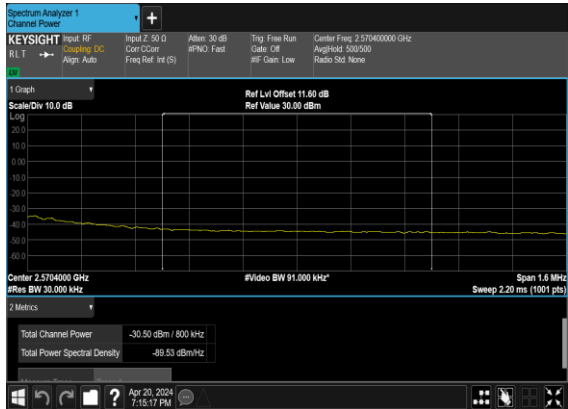 Spectrum Analyzer 1
Channel Power
KEYSIGHT
RLT
LW
Input: RF
Coupling: DC
Align: Auto
Input Z: 50 Ω
Corr CCorr
Freq Ref: Int (S)
Atten: 30 dB
#PNO: Fast
Trig: Free Run
Gate: Off
#IF Gain: Low
Center Freq: 2.570400000 GHz
Avg|Hold: 500/500
Radio Std: None
1 Graph
Scale/Div 10.0 dB
Ref Lvl Offset 11.60 dB
Ref Value 30.00 dBm
Log
20.0
10.0
0.00
-10.0
-20.0
-30.0
-40.0
-50.0
-60.0
Center 2.5704000 GHz
#Res BW 30.000 kHz
#Video BW 91.000 kHz*
Span 1.6 MHz
Sweep 2.20 ms (1001 pts)
2 Metrics
Total Channel Power -30.50 dBm / 800 kHz
Total Power Spectral Density -89.53 dBm/Hz
?
Apr 20, 2024
7:15:17 PM